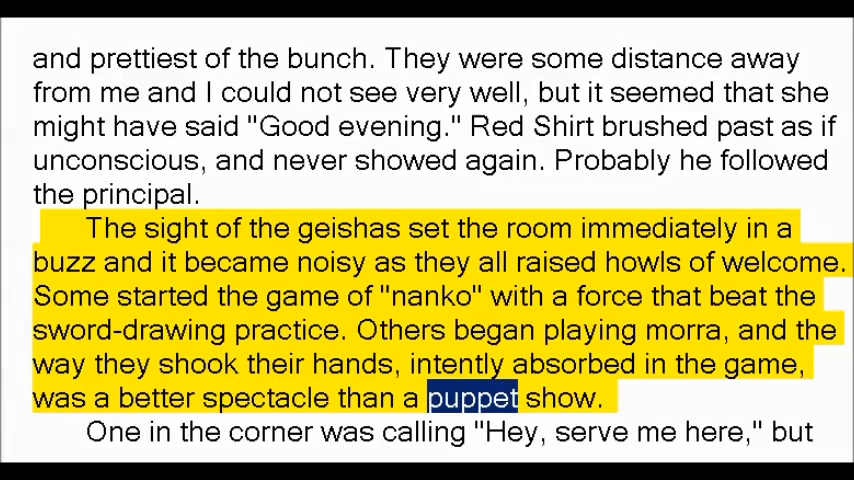 and prettiest of the bunch. They were some distance away
from me and I could not see very well, but it seemed that she
might have said "Good evening." Red Shirt brushed past as if
unconscious, and never showed again. Probably he followed
the principal.
The sight of the geishas set the room immediately in a
buzz and it became noisy as they all raised howls of welcome.
Some started the game of "nanko" with a force that beat the
sword-drawing practice. Others began playing morra, and the
way they shook their hands, intently absorbed in the game,
was a better spectacle than a puppet show.
One in the corner was calling "Hey, serve me here," but